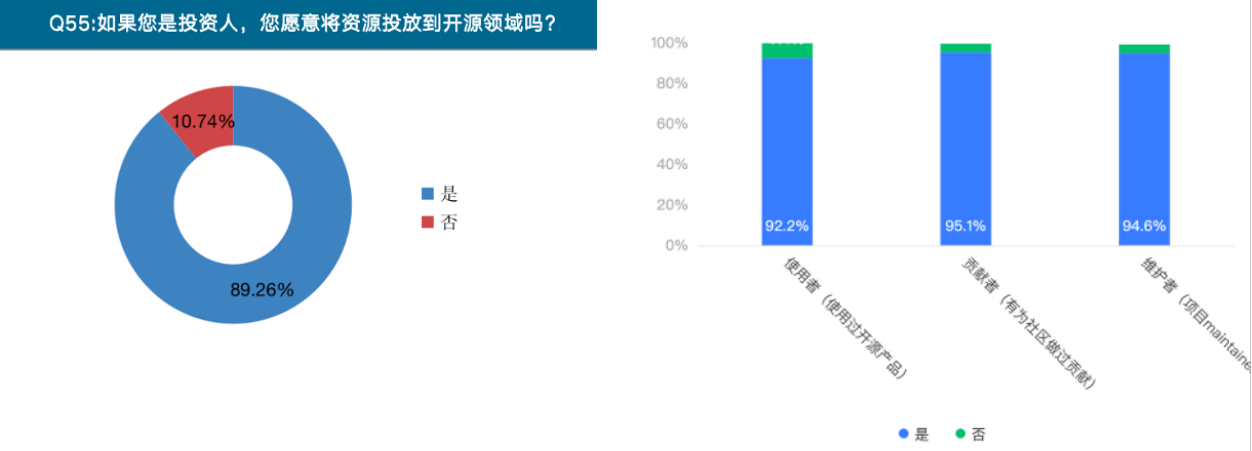 Q55:如果您是投资人，您愿意将资源投放到开源领域吗？
10.74%
89.26%
是
否
100%
80%
60%
40%
20%
0%
92.2%
95.1%
94.6%
使用者（使用过开源产品）
贡献者（有为社区做过贡献）
维护者（项目maintaine
是
否